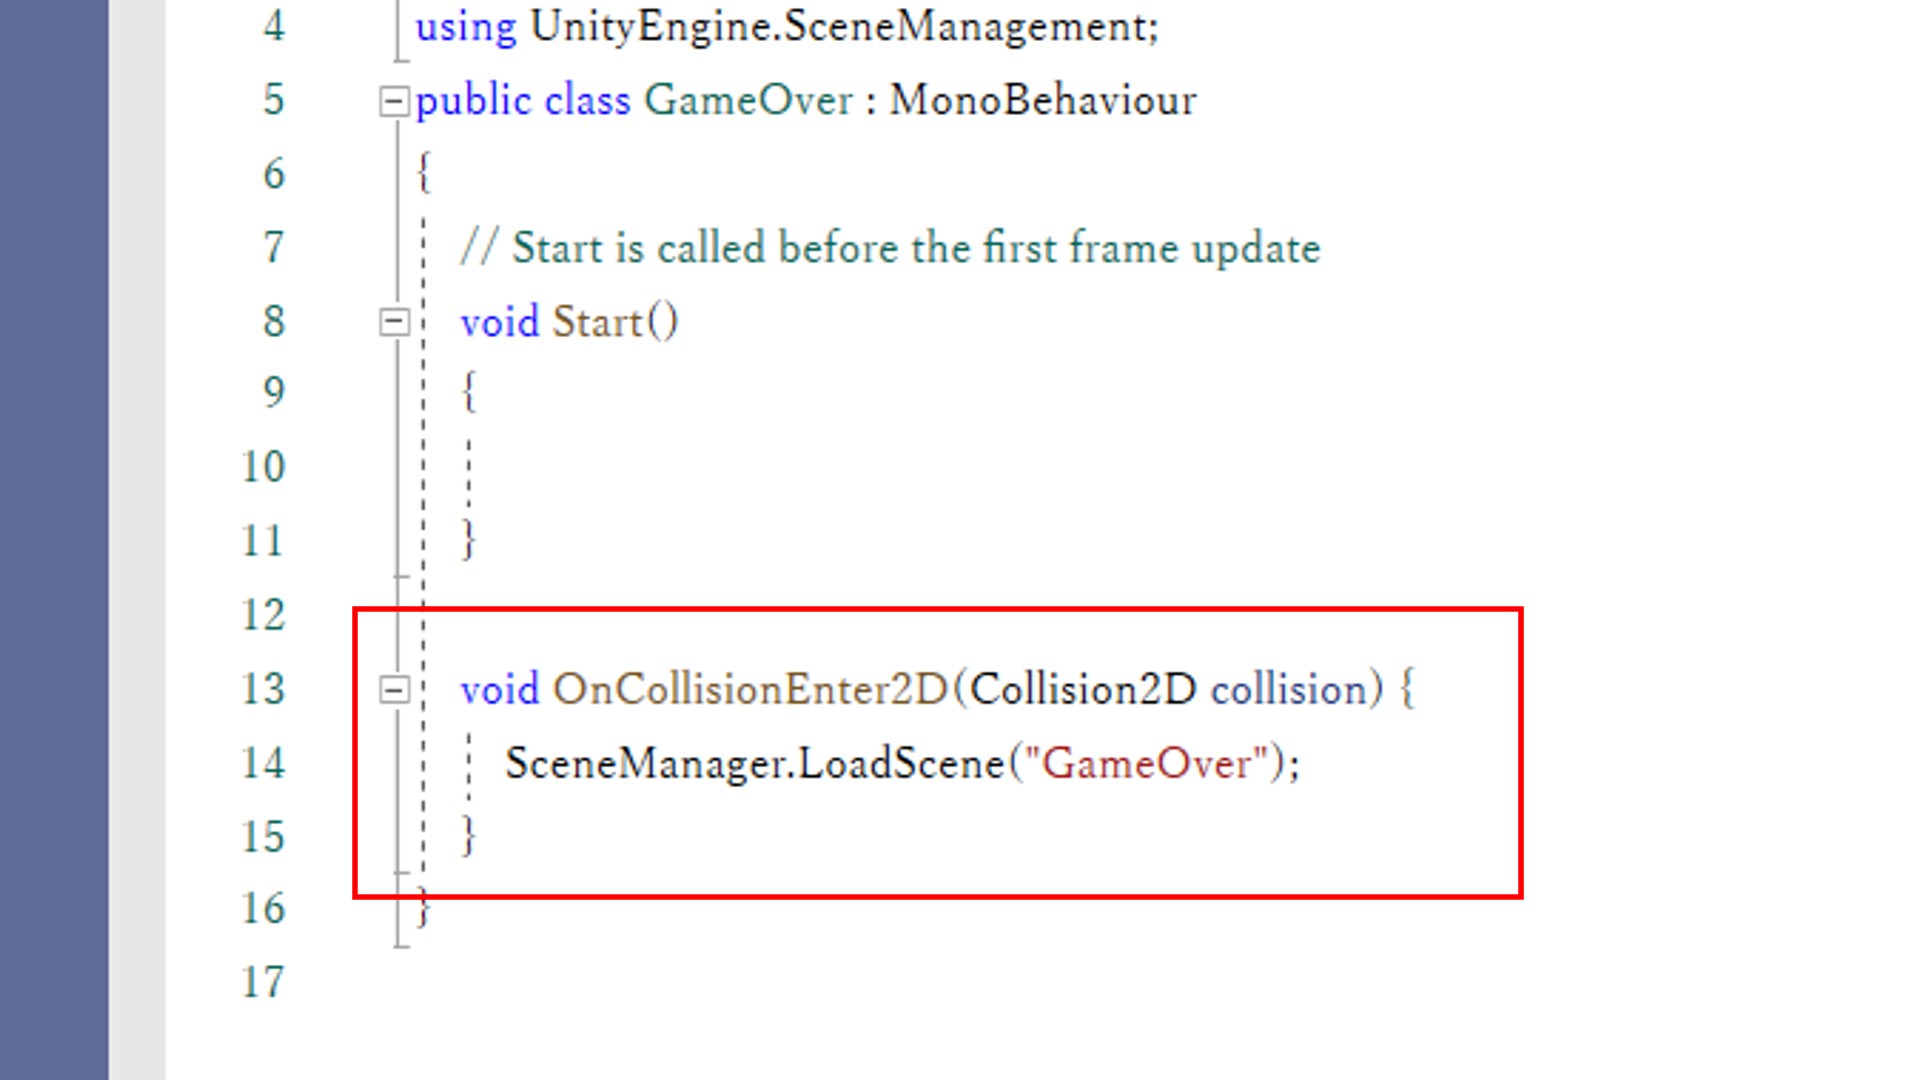 4 using UnityEngine.SceneManagement;
5 public class GameOver : MonoBehaviour
6 {
7 // Start is called before the first frame update
8 void Start()
9 {
10
11 }
12
13 void OnCollisionEnter2D(Collision2D collision) {
14 SceneManager.LoadScene("GameOver");
15 }
16 }
17